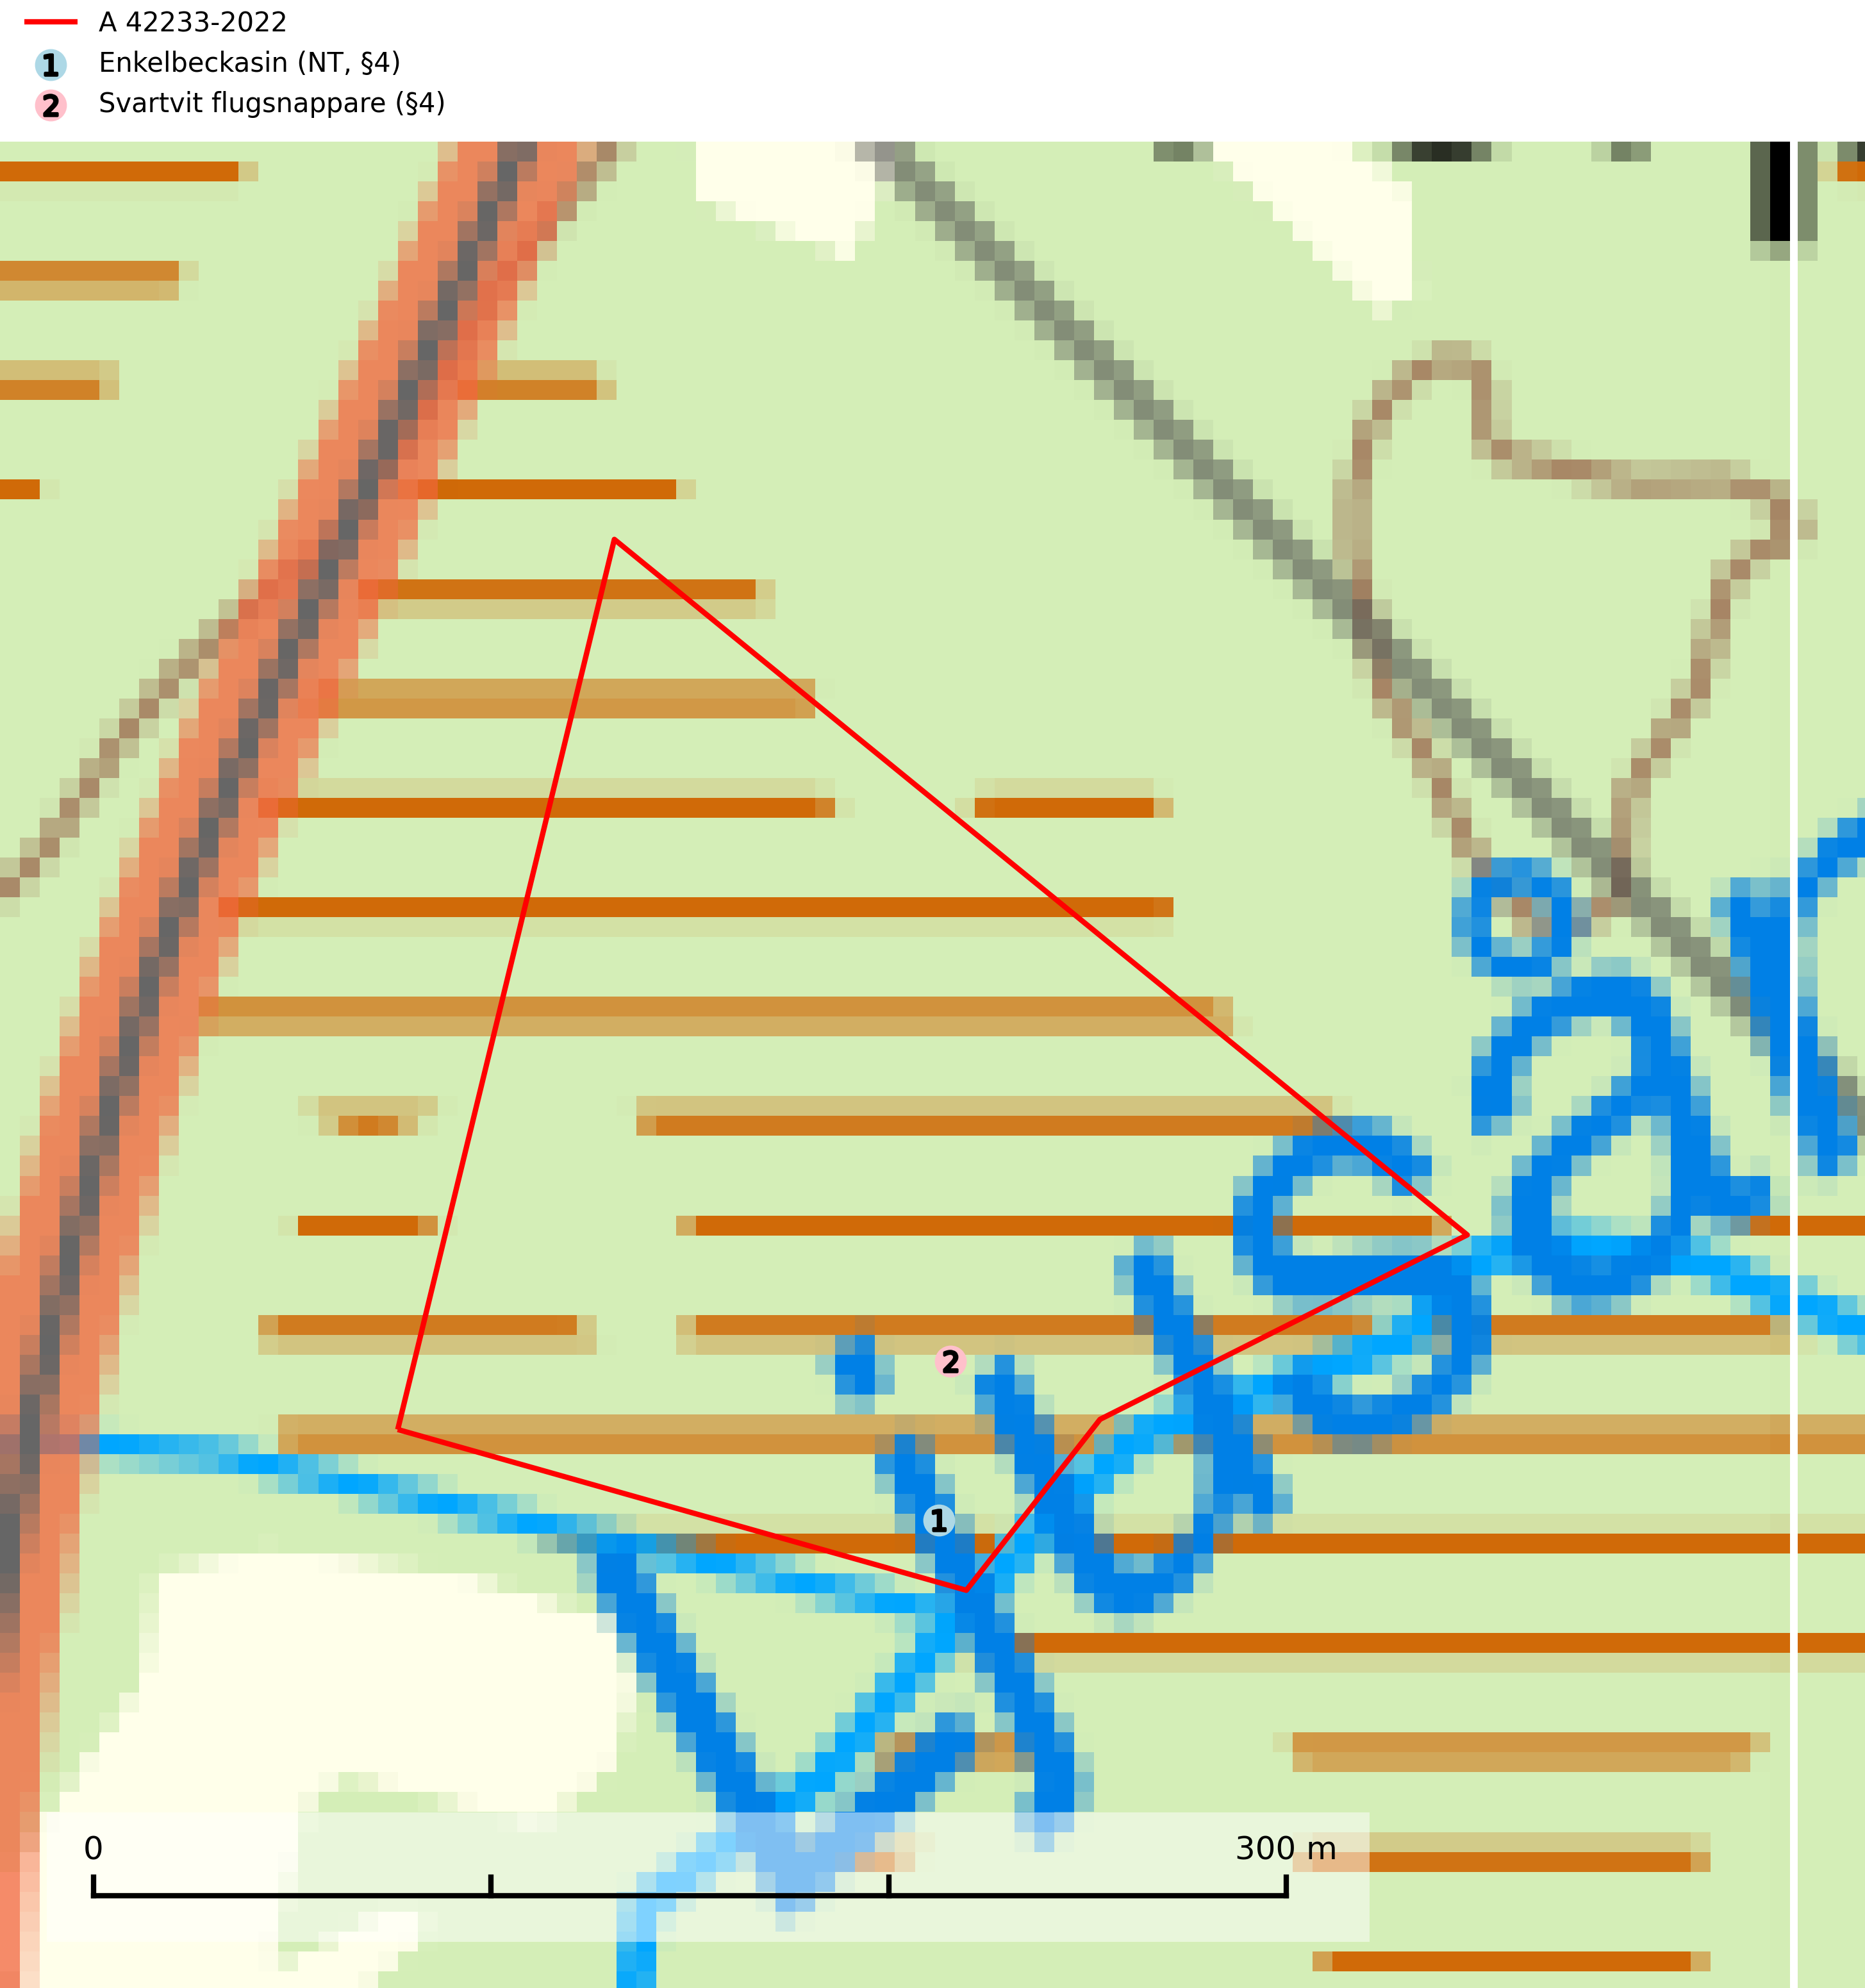 A 42233-2022
1 Enkelbeckasin (NT, §4)
2 Svartvit flugsnappare (§4)
2
1
0 300 m